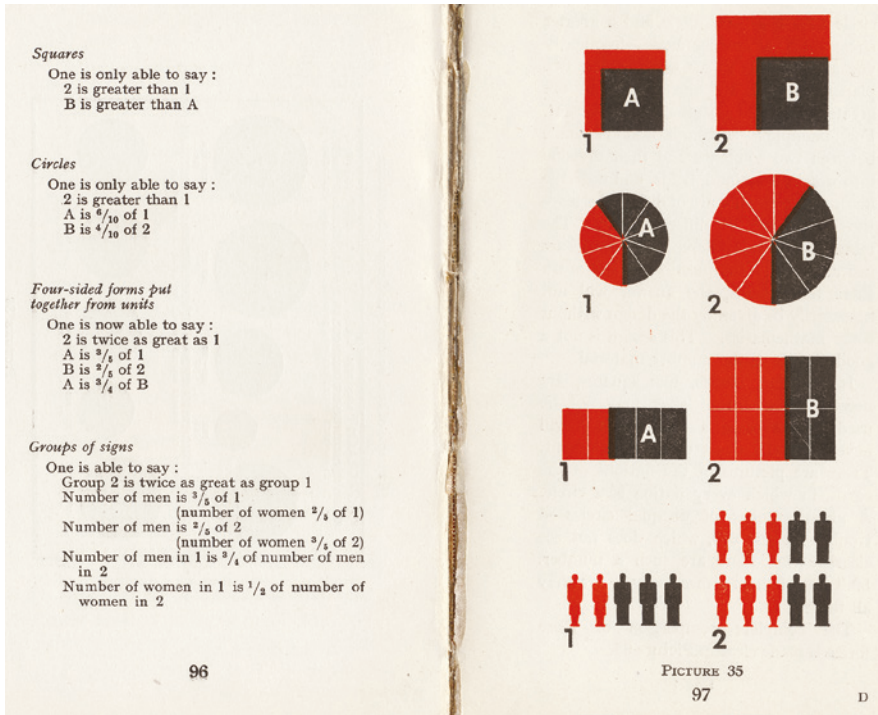 Squares
One is only able to say :
2 is greater than 1
B is greater than A
Circles
One is only able to say :
2 is greater than 1
A is ⁶/₁₀ of 1
B is ⁴/₁₀ of 2
Four-sided forms put
together from units
One is now able to say :
2 is twice as great as 1
A is ³/₅ of 1
B is ²/₅ of 2
A is ³/₄ of B
Groups of signs
One is able to say :
Group 2 is twice as great as group 1
Number of men is ³/₅ of 1
(number of women ²/₅ of 1)
Number of men is ²/₅ of 2
(number of women ³/₅ of 2)
Number of men in 1 is ³/₄ of number of men
in 2
Number of women in 1 is ¹/₂ of number of
women in 2
96
A
B
1
2
A
B
1
2
A
B
1
2
1
2
PICTURE 35
97
D